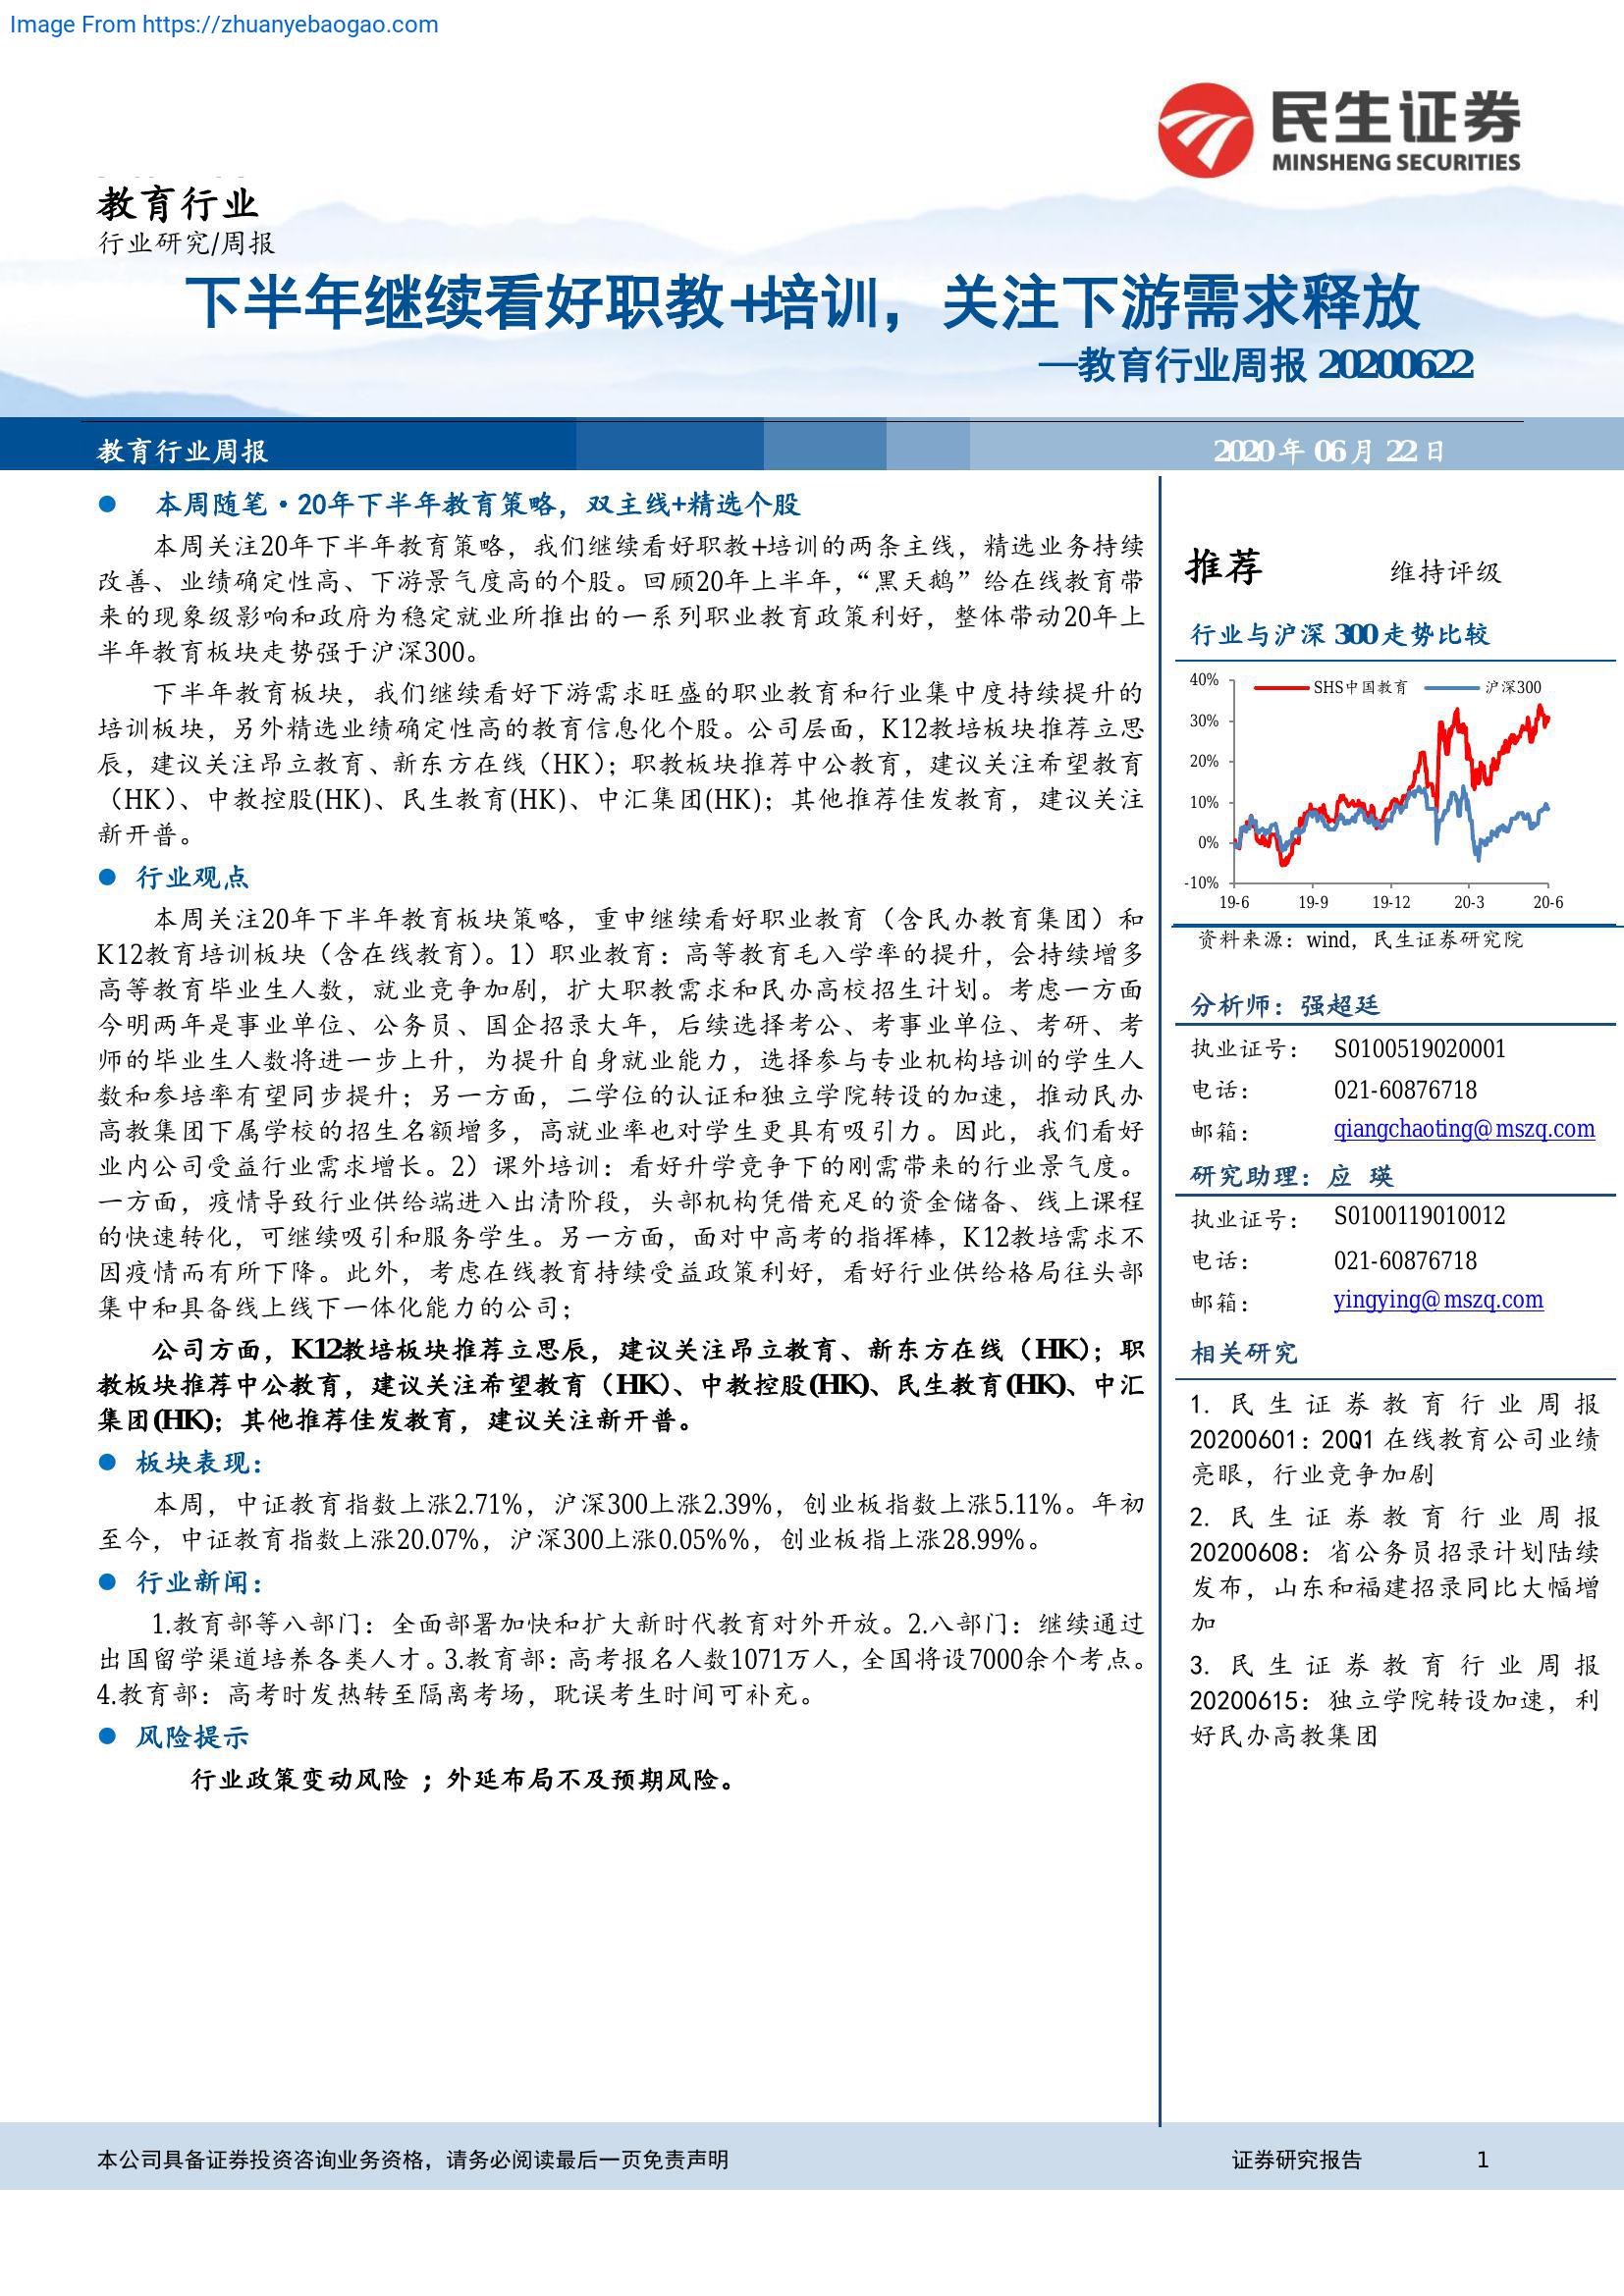 Image From https://zhuanyebaogao.com
民生证券
MINSHENG SECURITIES
教育行业
行业研究/周报
下半年继续看好职教+培训，关注下游需求释放
—教育行业周报 20200622
教育行业周报
2020 年 06 月 22 日
● 本周随笔·20年下半年教育策略，双主线+精选个股
本周关注20年下半年教育策略，我们继续看好职教+培训的两条主线，精选业务持续
改善、业绩确定性高、下游景气度高的个股。回顾20年上半年，“黑天鹅”给在线教育带
来的现象级影响和政府为稳定就业所推出的一系列职业教育政策利好，整体带动20年上
半年教育板块走势强于沪深300。
下半年教育板块，我们继续看好下游需求旺盛的职业教育和行业集中度持续提升的
培训板块，另外精选业绩确定性高的教育信息化个股。公司层面，K12教培板块推荐立思
辰，建议关注昂立教育、新东方在线（HK）；职教板块推荐中公教育，建议关注希望教育
（HK）、中教控股(HK)、民生教育(HK)、中汇集团(HK)；其他推荐佳发教育，建议关注
新开普。
● 行业观点
本周关注20年下半年教育板块策略，重申继续看好职业教育（含民办教育集团）和
K12教育培训板块（含在线教育）。1）职业教育：高等教育毛入学率的提升，会持续增多
高等教育毕业生人数，就业竞争加剧，扩大职教需求和民办高校招生计划。考虑一方面
今明两年是事业单位、公务员、国企招录大年，后续选择考公、考事业单位、考研、考
师的毕业生人数将进一步上升，为提升自身就业能力，选择参与专业机构培训的学生人
数和参培率有望同步提升；另一方面，二学位的认证和独立学院转设的加速，推动民办
高教集团下属学校的招生名额增多，高就业率也对学生更具有吸引力。因此，我们看好
业内公司受益行业需求增长。2）课外培训：看好升学竞争下的刚需带来的行业景气度。
一方面，疫情导致行业供给端进入出清阶段，头部机构凭借充足的资金储备、线上课程
的快速转化，可继续吸引和服务学生。另一方面，面对中高考的指挥棒，K12教培需求不
因疫情而有所下降。此外，考虑在线教育持续受益政策利好，看好行业供给格局往头部
集中和具备线上线下一体化能力的公司；
公司方面，K12教培板块推荐立思辰，建议关注昂立教育、新东方在线（HK）；职
教板块推荐中公教育，建议关注希望教育（HK）、中教控股(HK)、民生教育(HK)、中汇
集团(HK)；其他推荐佳发教育，建议关注新开普。
● 板块表现：
本周，中证教育指数上涨2.71%，沪深300上涨2.39%，创业板指数上涨5.11%。年初
至今，中证教育指数上涨20.07%，沪深300上涨0.05%%，创业板指上涨28.99%。
● 行业新闻：
1.教育部等八部门：全面部署加快和扩大新时代教育对外开放。2.八部门：继续通过
出国留学渠道培养各类人才。3.教育部：高考报名人数1071万人，全国将设7000余个考点。
4.教育部：高考时发热转至隔离考场，耽误考生时间可补充。
● 风险提示
行业政策变动风险 ；外延布局不及预期风险。
推荐 维持评级
行业与沪深 300 走势比较
40%
30%
20%
10%
0%
-10%
SHS中国教育 沪深300
19-6 19-9 19-12 20-3 20-6
资料来源：wind，民生证券研究院
分析师：强超廷
执业证号： S0100519020001
电话： 021-60876718
邮箱： qiangchaoting@mszq.com
研究助理：应 瑛
执业证号： S0100119010012
电话： 021-60876718
邮箱： yingying@mszq.com
相关研究
1. 民生证券教育行业周报
20200601：20Q1 在线教育公司业绩
亮眼，行业竞争加剧
2. 民生证券教育行业周报
20200608：省公务员招录计划陆续
发布，山东和福建招录同比大幅增
加
3. 民生证券教育行业周报
20200615：独立学院转设加速，利
好民办高教集团
本公司具备证券投资咨询业务资格，请务必阅读最后一页免责声明
证券研究报告 1